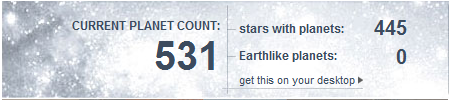 CURRENT PLANET COUNT:
531
stars with planets: 445
Earthlike planets: 0
get this on your desktop